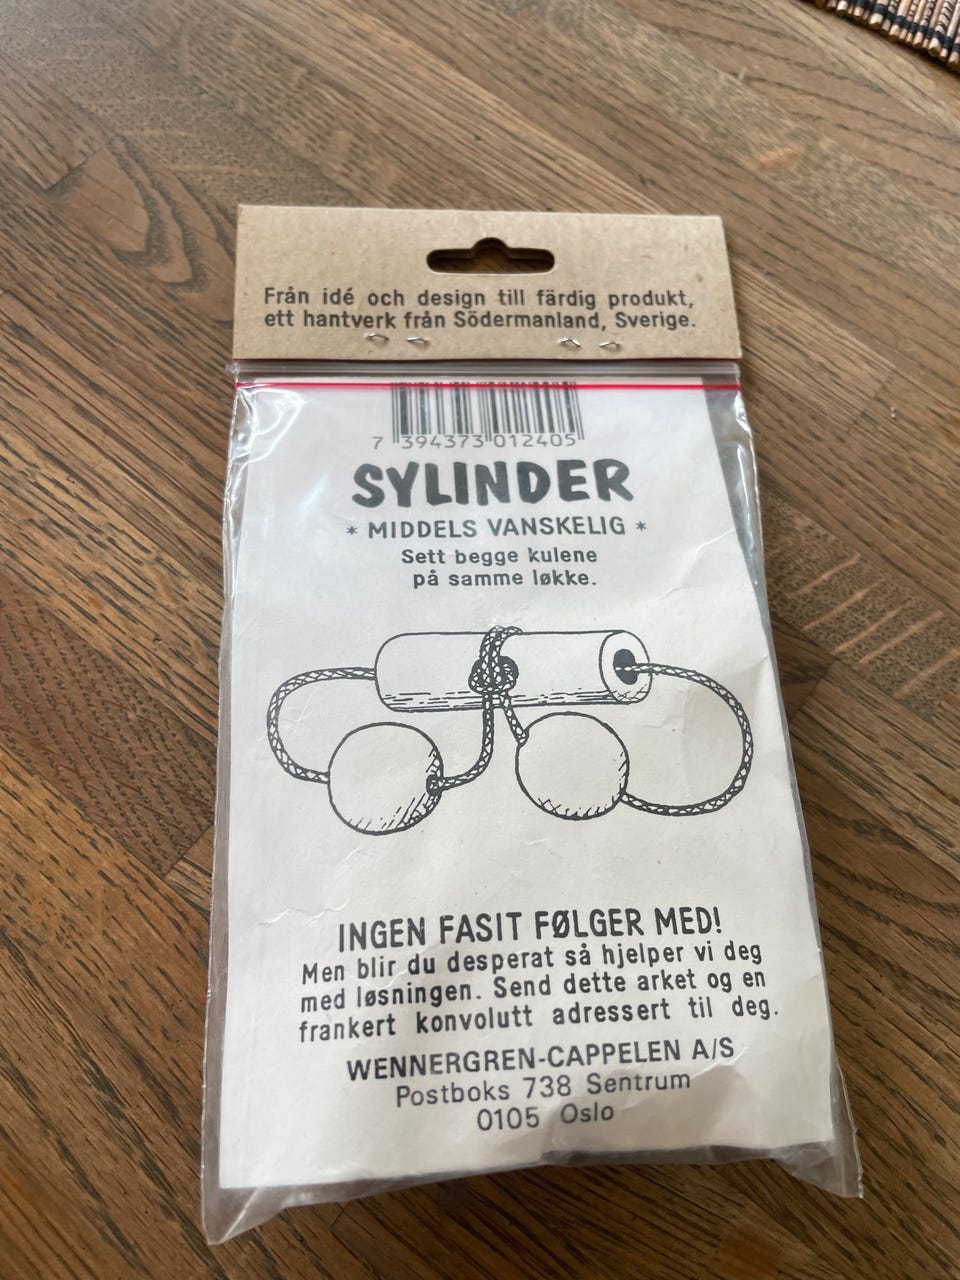 Från idé och design till färdig produkt,
ett hantverk från Södermanland, Sverige.
7 394373 012405
SYLINDER
* MIDDELS VANSKELIG *
Sett begge kulene
på samme løkke.
INGEN FASIT FØLGER MED!
Men blir du desperat så hjelper vi deg
med løsningen. Send dette arket og en
frankert konvolutt adressert til deg.
WENNERGREN-CAPPELEN A/S
Postboks 738 Sentrum
0105 Oslo